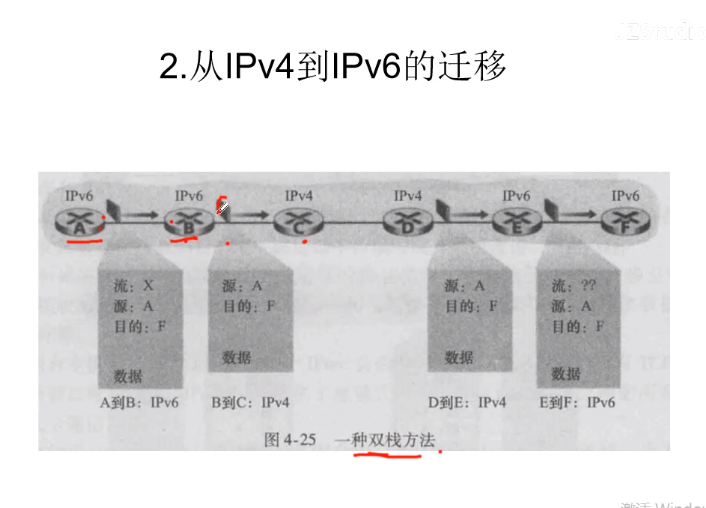 2.从IPv4到IPv6的迁移
IPv6 IPv6 IPv4 IPv4 IPv6 IPv6
A B C D E F
流：X 源：A 源：A 流：??
源：A 目的：F 目的：F 源：A
目的：F 目的：F
数据 数据 数据 数据
A到B：IPv6 B到C：IPv4 D到E：IPv4 E到F：IPv6
图 4-25 一种双栈方法